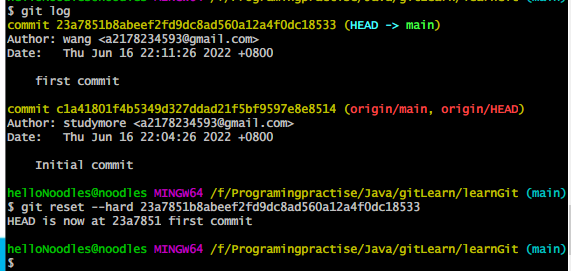 $ git log
commit 23a7851b8abeef2fd9dc8ad560a12a4f0dc18533 (HEAD -> main)
Author: wang <a2178234593@gmail.com>
Date:   Thu Jun 16 22:11:26 2022 +0800
    first commit
commit c1a41801f4b5349d327ddad21f5bf9597e8e8514 (origin/main, origin/HEAD)
Author: studymore <a2178234593@gmail.com>
Date:   Thu Jun 16 22:04:26 2022 +0800
    Initial commit
helloNoodles@noodles MINGW64 /f/Programingpractise/Java/gitLearn/learnGit (main)
$ git reset --hard 23a7851b8abeef2fd9dc8ad560a12a4f0dc18533
HEAD is now at 23a7851 first commit
helloNoodles@noodles MINGW64 /f/Programingpractise/Java/gitLearn/learnGit (main)
$